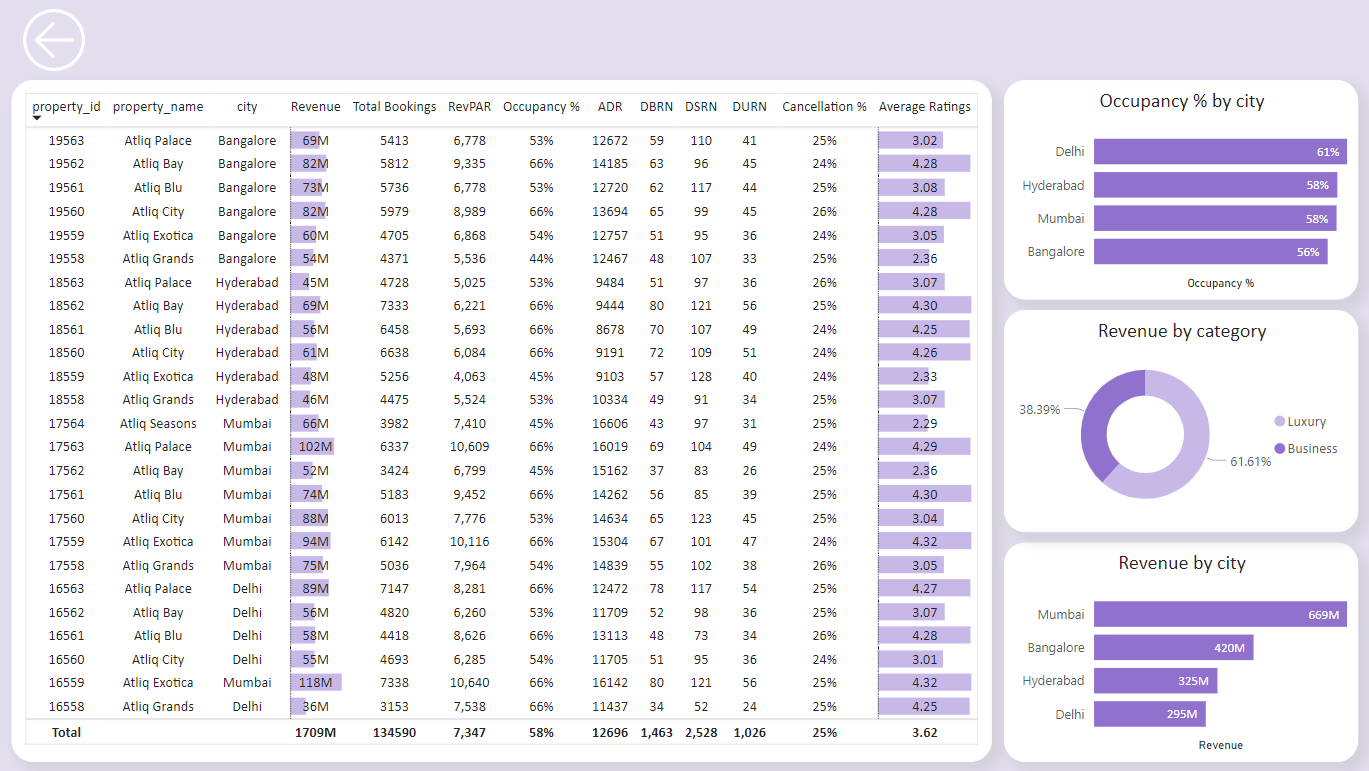 property_id property_name city Revenue Total Bookings RevPAR Occupancy % ADR DBRN DSRN DURN Cancellation % Average Ratings
19563 Atliq Palace Bangalore 69M 5413 6,778 53% 12672 59 110 41 25% 3.02
19562 Atliq Bay Bangalore 82M 5812 9,335 66% 14185 63 96 45 24% 4.28
19561 Atliq Blu Bangalore 73M 5736 6,778 53% 12720 62 117 44 25% 3.08
19560 Atliq City Bangalore 82M 5979 8,989 66% 13694 65 99 45 26% 4.28
19559 Atliq Exotica Bangalore 60M 4705 6,868 54% 12757 51 95 36 24% 3.05
19558 Atliq Grands Bangalore 54M 4371 5,536 44% 12467 48 107 33 25% 2.36
18563 Atliq Palace Hyderabad 45M 4728 5,025 53% 9484 51 97 36 26% 3.07
18562 Atliq Bay Hyderabad 69M 7333 6,221 66% 9444 80 121 56 25% 4.30
18561 Atliq Blu Hyderabad 56M 6458 5,693 66% 8678 70 107 49 24% 4.25
18560 Atliq City Hyderabad 61M 6638 6,084 66% 9191 72 109 51 24% 4.26
18559 Atliq Exotica Hyderabad 48M 5256 4,063 45% 9103 57 128 40 24% 2.33
18558 Atliq Grands Hyderabad 46M 4475 5,524 53% 10334 49 91 34 25% 3.07
17564 Atliq Seasons Mumbai 66M 3982 7,410 45% 16606 43 97 31 25% 2.29
17563 Atliq Palace Mumbai 102M 6337 10,609 66% 16019 69 104 49 24% 4.29
17562 Atliq Bay Mumbai 52M 3424 6,799 45% 15162 37 83 26 25% 2.36
17561 Atliq Blu Mumbai 74M 5183 9,452 66% 14262 56 85 39 25% 4.30
17560 Atliq City Mumbai 88M 6013 7,776 53% 14634 65 123 45 25% 3.04
17559 Atliq Exotica Mumbai 94M 6142 10,116 66% 15304 67 101 47 24% 4.32
17558 Atliq Grands Mumbai 75M 5036 7,964 54% 14839 55 102 38 26% 3.05
16563 Atliq Palace Delhi 89M 7147 8,281 66% 12472 78 117 54 25% 4.27
16562 Atliq Bay Delhi 56M 4820 6,260 53% 11709 52 98 36 25% 3.07
16561 Atliq Blu Delhi 58M 4418 8,626 66% 13113 48 73 34 26% 4.28
16560 Atliq City Delhi 55M 4693 6,285 54% 11705 51 95 36 24% 3.01
16559 Atliq Exotica Mumbai 118M 7338 10,640 66% 16142 80 121 56 25% 4.32
16558 Atliq Grands Delhi 36M 3153 7,538 66% 11437 34 52 24 25% 4.25
Total 1709M 134590 7,347 58% 12696 1,463 2,528 1,026 25% 3.62
Occupancy % by city
Delhi 61%
Hyderabad 58%
Mumbai 58%
Bangalore 56%
Occupancy %
Revenue by category
38.39%
Luxury
Business
61.61%
Revenue by city
Mumbai 669M
Bangalore 420M
Hyderabad 325M
Delhi 295M
Revenue